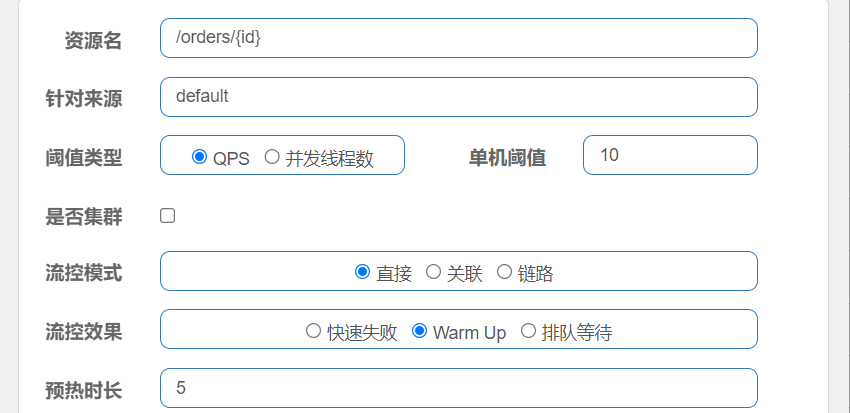 资源名 /orders/{id}
针对来源 default
阈值类型 QPS 并发线程数 单机阈值 10
是否集群
流控模式 直接 关联 链路
流控效果 快速失败 Warm Up 排队等待
预热时长 5